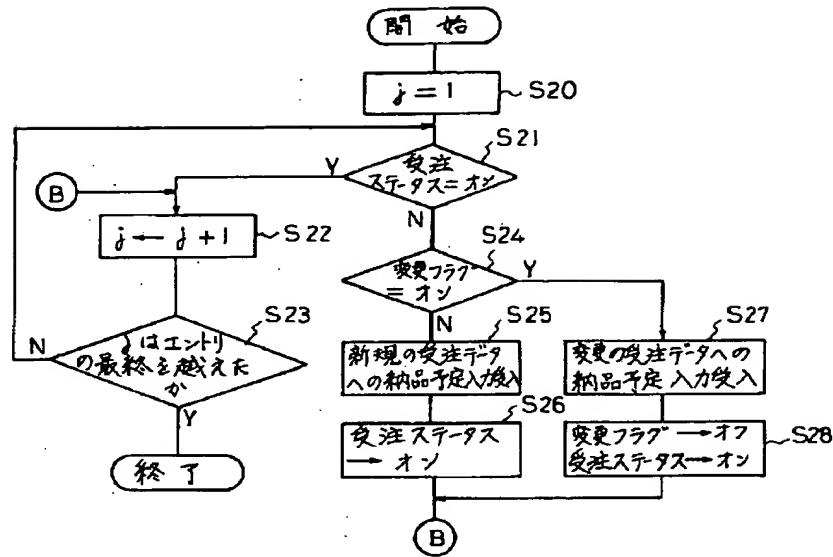 開始
j = 1
S20
S21
受注
ステータス=オン
Y
N
B
j ← j + 1
S22
S24
変更フラグ
= オン
Y
N
S23
jはエントリ
の最終を越えたか
N
Y
終了
S25
新規の受注データ
への納品予定入力受入
S26
受注ステータス
→ オン
S27
変更の受注データへの
納品予定入力受入
S28
変更フラグ → オフ
受注ステータス → オン
B